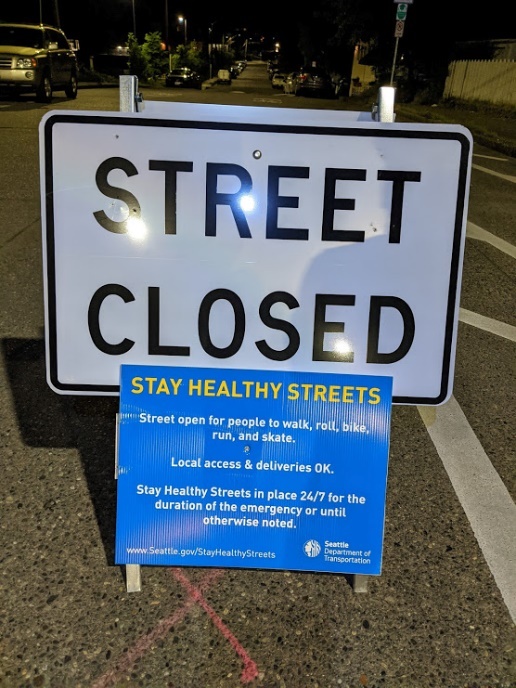 STREET
CLOSED
STAY HEALTHY STREETS
Street open for people to walk, roll, bike,
run, and skate.
Local access & deliveries OK.
Stay Healthy Streets in place 24/7 for the
duration of the emergency or until
otherwise noted.
www.Seattle.gov/StayHealthyStreets
Seattle
Department of
Transportation